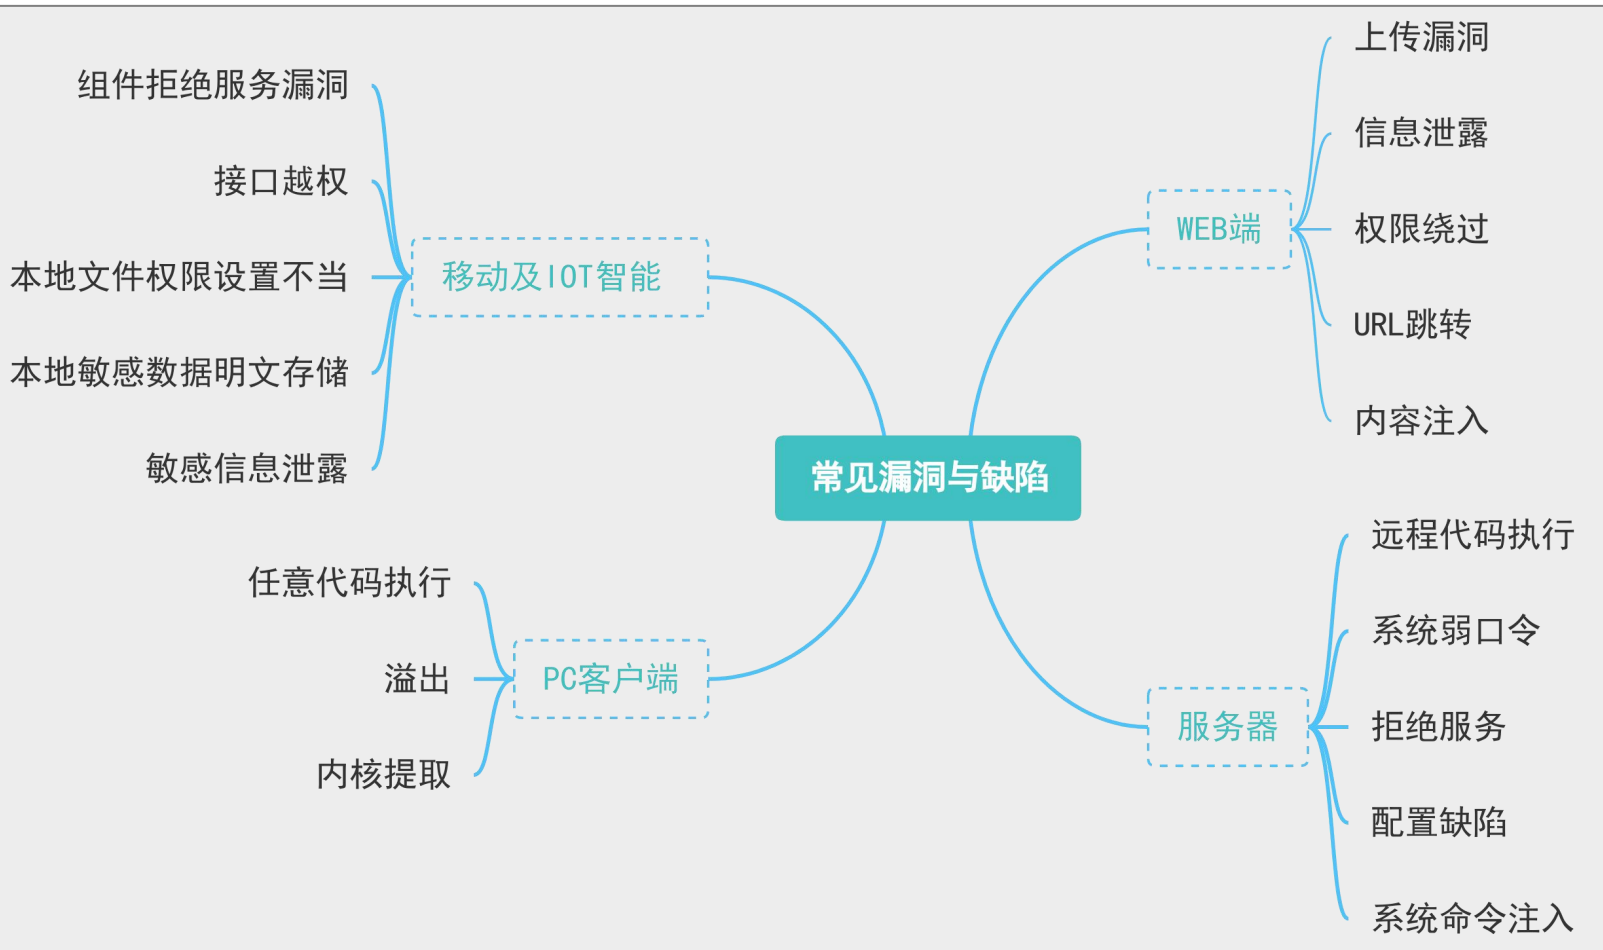 常见漏洞与缺陷
WEB端
上传漏洞
信息泄露
权限绕过
URL跳转
内容注入
服务器
远程代码执行
系统弱口令
拒绝服务
配置缺陷
系统命令注入
移动及IOT智能
组件拒绝服务漏洞
接口越权
本地文件权限设置不当
本地敏感数据明文存储
敏感信息泄露
PC客户端
任意代码执行
溢出
内核提取